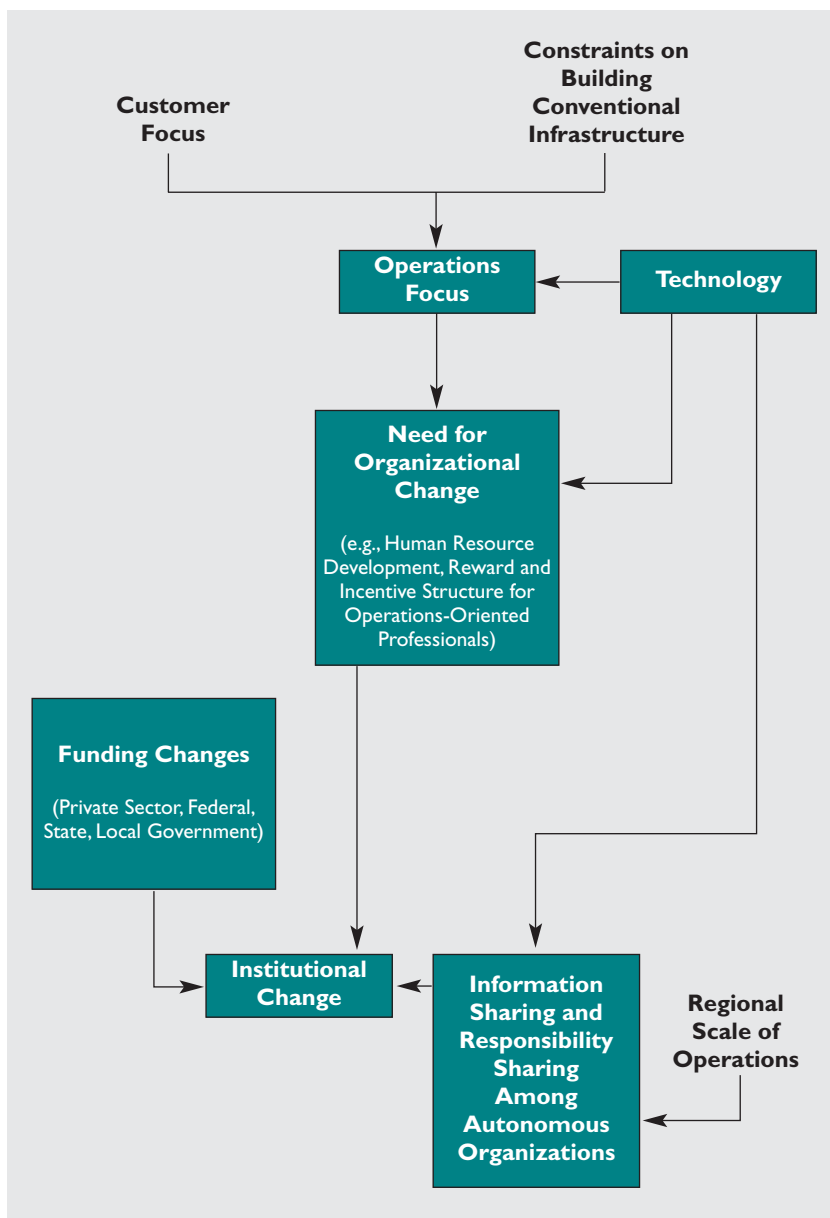 Customer
Focus
Constraints on
Building
Conventional
Infrastructure
Operations
Focus
Technology
Need for
Organizational
Change
(e.g., Human Resource
Development, Reward and
Incentive Structure for
Operations-Oriented
Professionals)
Funding Changes
(Private Sector, Federal,
State, Local Government)
Institutional
Change
Information
Sharing and
Responsibility
Sharing
Among
Autonomous
Organizations
Regional
Scale of
Operations